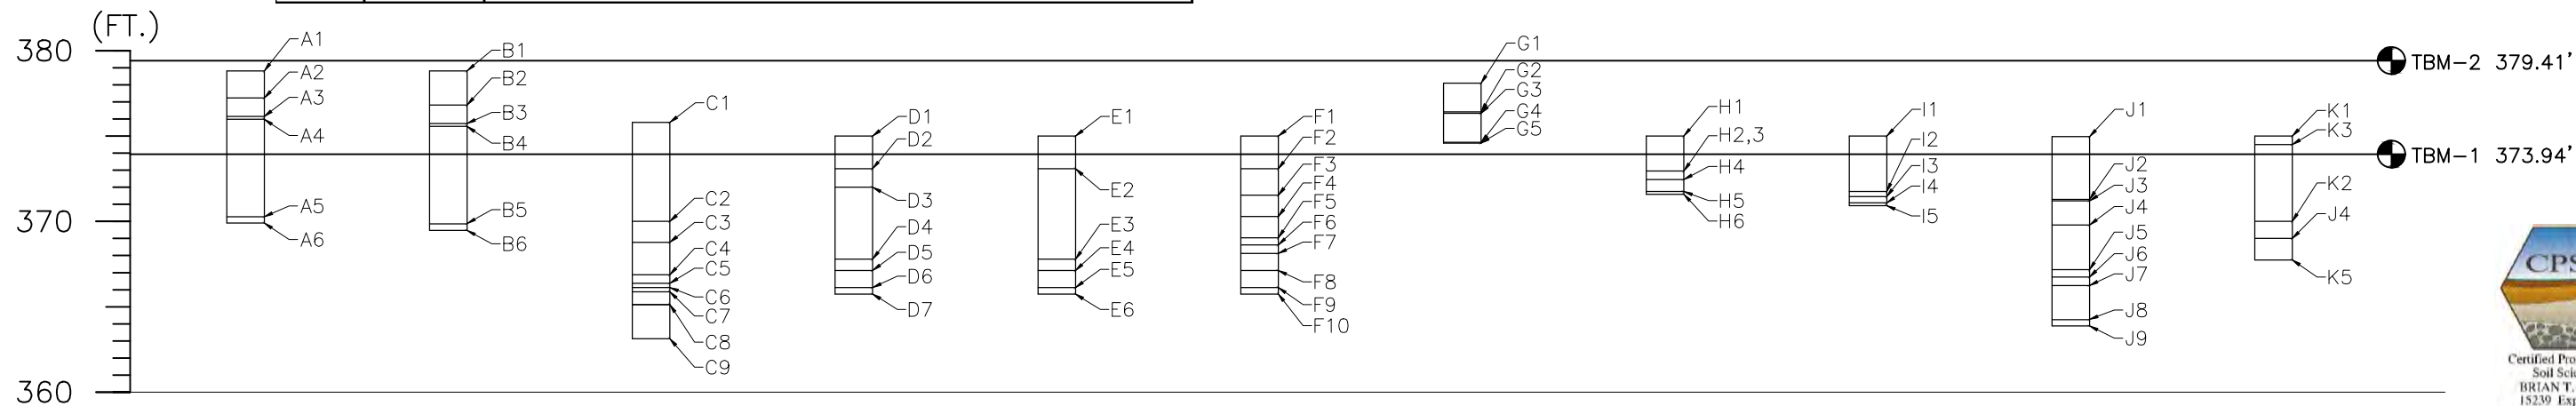 (FT.)
380
370
360
A1
A2
A3
A4
A5
A6
B1
B2
B3
B4
B5
B6
C1
C2
C3
C4
C5
C6
C7
C8
C9
D1
D2
D3
D4
D5
D6
D7
E1
E2
E3
E4
E5
E6
F1
F2
F3
F4
F5
F6
F7
F8
F9
F10
G1
G2
G3
G4
G5
H1
H2,3
H4
H5
H6
I1
I2
I3
I4
I5
J1
J2
J3
J4
J5
J6
J7
J8
J9
K1
K3
K2
J4
K5
TBM-2 379.41'
TBM-1 373.94'
CPS
Certified Pro
Soil Sci
BRIAN T.
15239 Exp